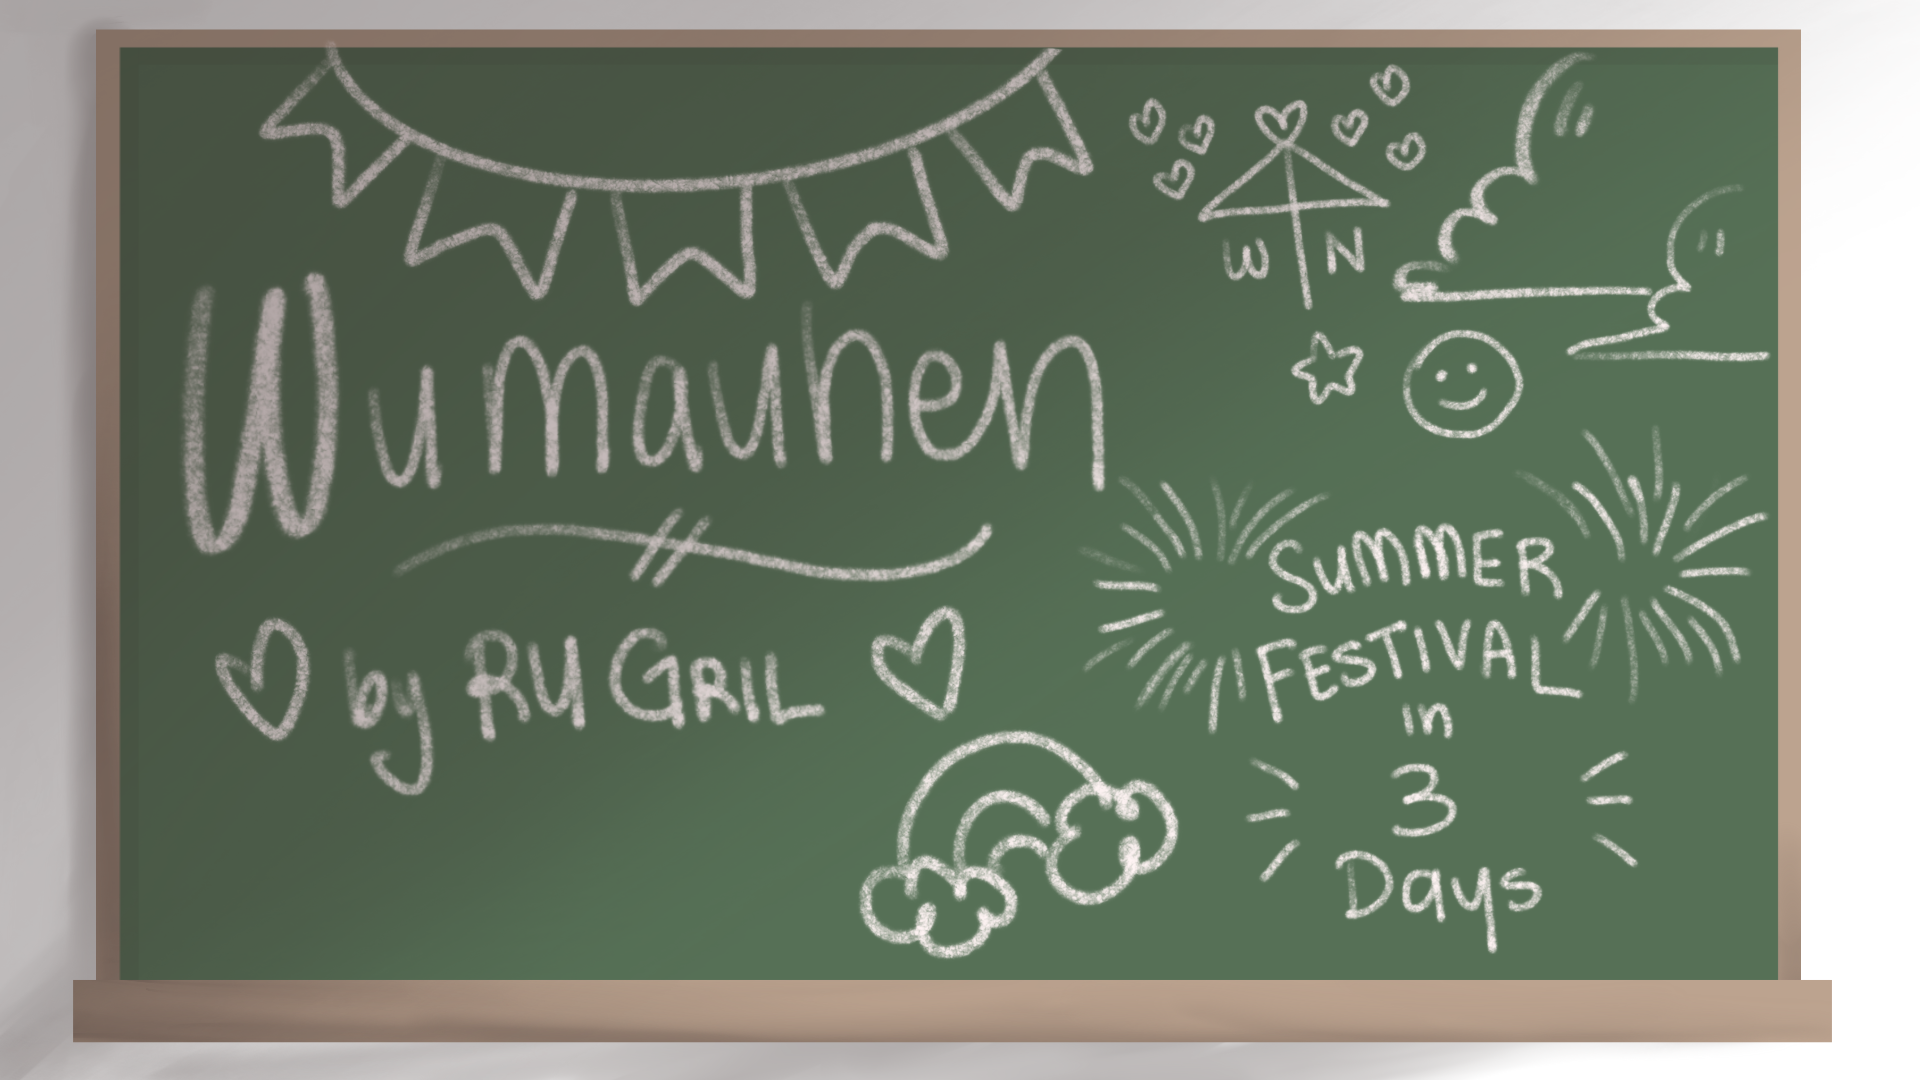 Wumauhen
by RU GRIL
W N
SUMMER
FESTIVAL
in
3
Days